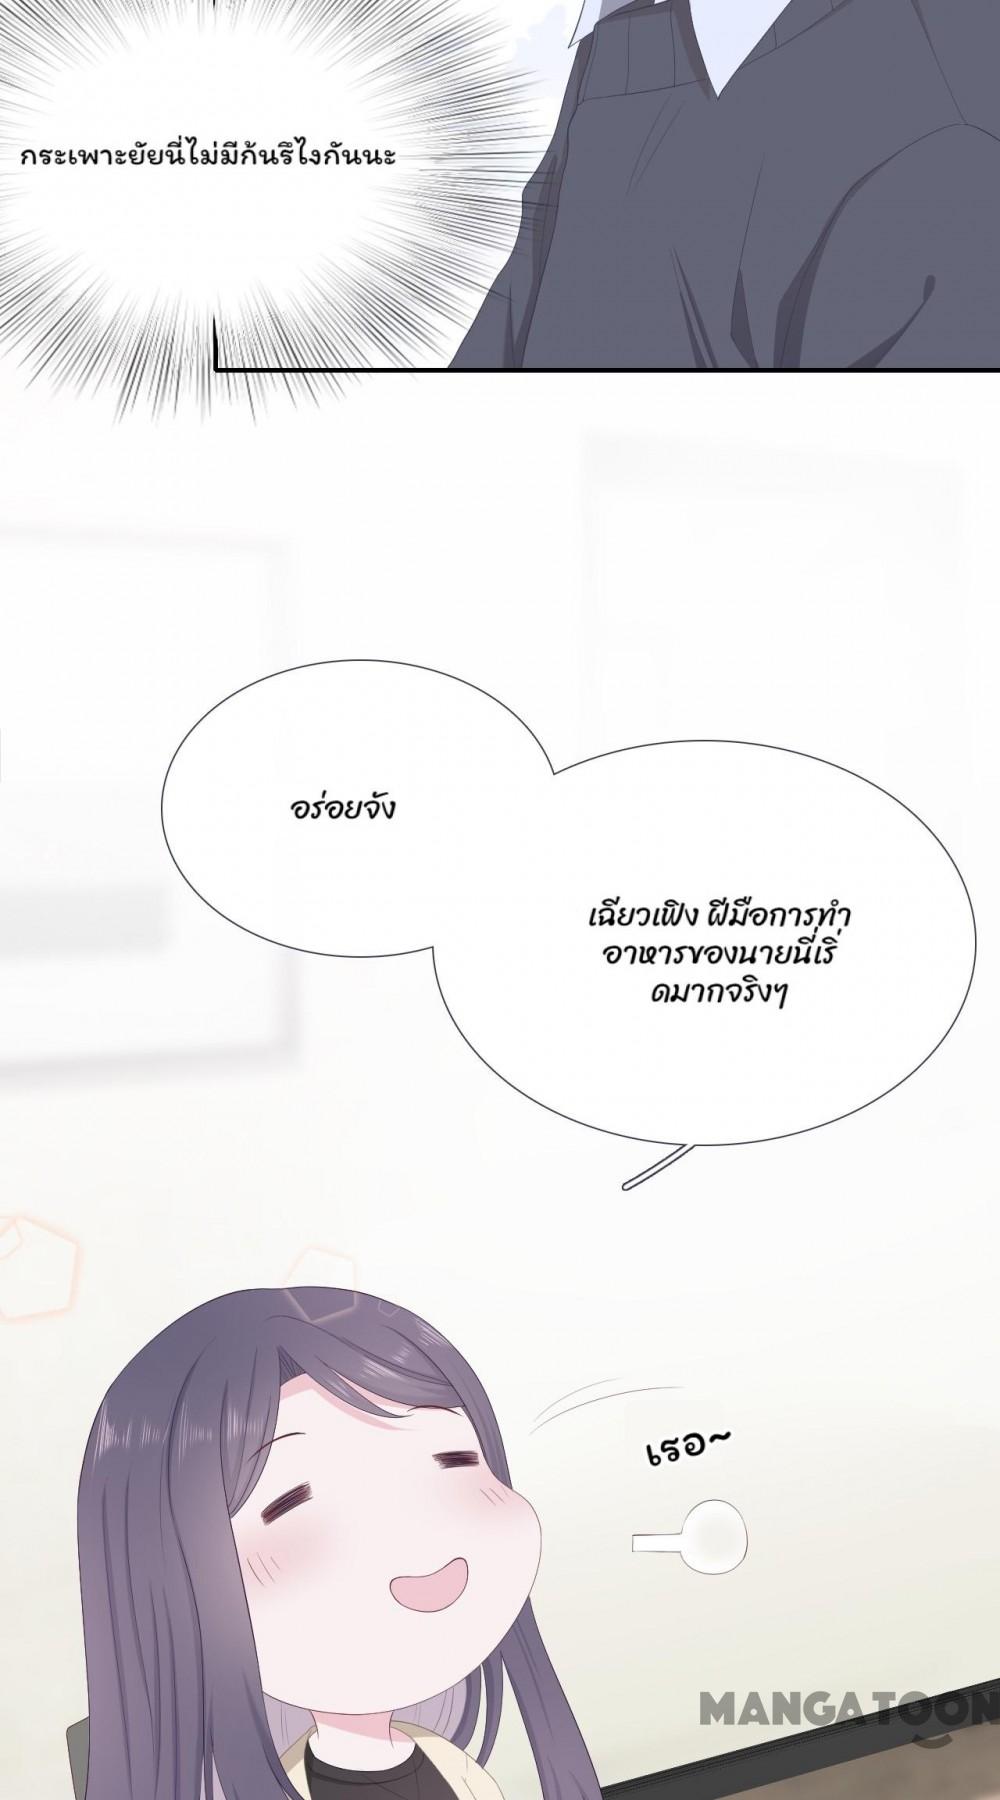 กระเพาะยัยนี่ไม่มีก้นรึไงกันนะ
อร่อยจัง
เฉียวเฟิง ฝีมือการทำ
อาหารของนายนี่เริ่
ดมากจริงๆ
เรอ~
MANGATOON